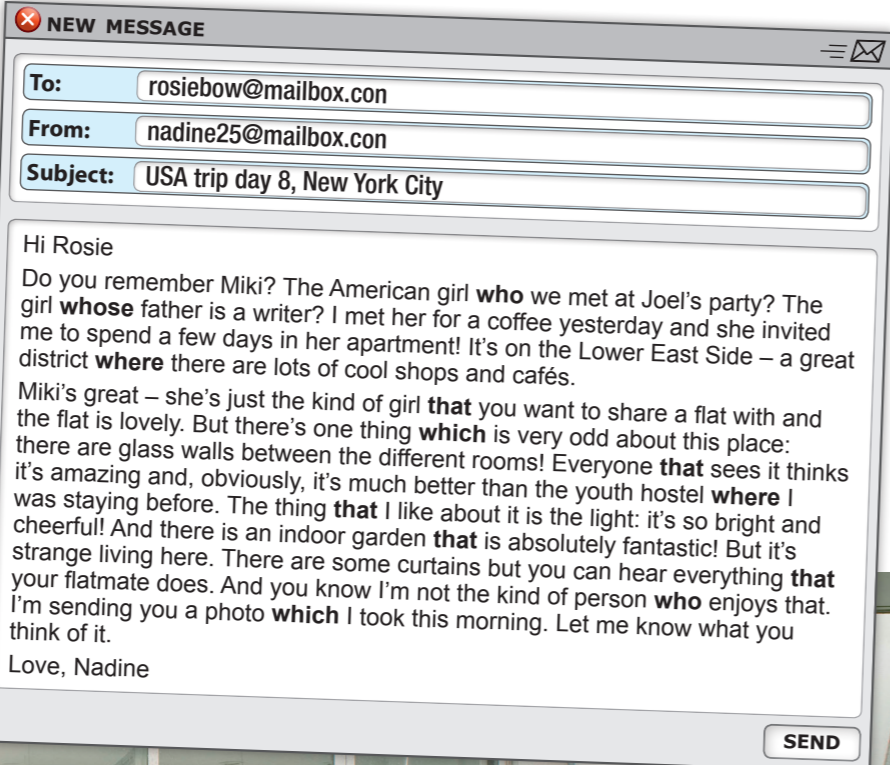 NEW MESSAGE
To: rosiebow@mailbox.con
From: nadine25@mailbox.con
Subject: USA trip day 8, New York City
Hi Rosie
Do you remember Miki? The American girl who we met at Joel's party? The
girl whose father is a writer? I met her for a coffee yesterday and she invited
me to spend a few days in her apartment! It's on the Lower East Side – a great
district where there are lots of cool shops and cafés.
Miki's great – she's just the kind of girl that you want to share a flat with and
the flat is lovely. But there's one thing which is very odd about this place:
there are glass walls between the different rooms! Everyone that sees it thinks
it's amazing and, obviously, it's much better than the youth hostel where I
was staying before. The thing that I like about it is the light: it's so bright and
cheerful! And there is an indoor garden that is absolutely fantastic! But it's
strange living here. There are some curtains but you can hear everything that
your flatmate does. And you know I'm not the kind of person who enjoys that.
I'm sending you a photo which I took this morning. Let me know what you
think of it.
Love, Nadine
SEND